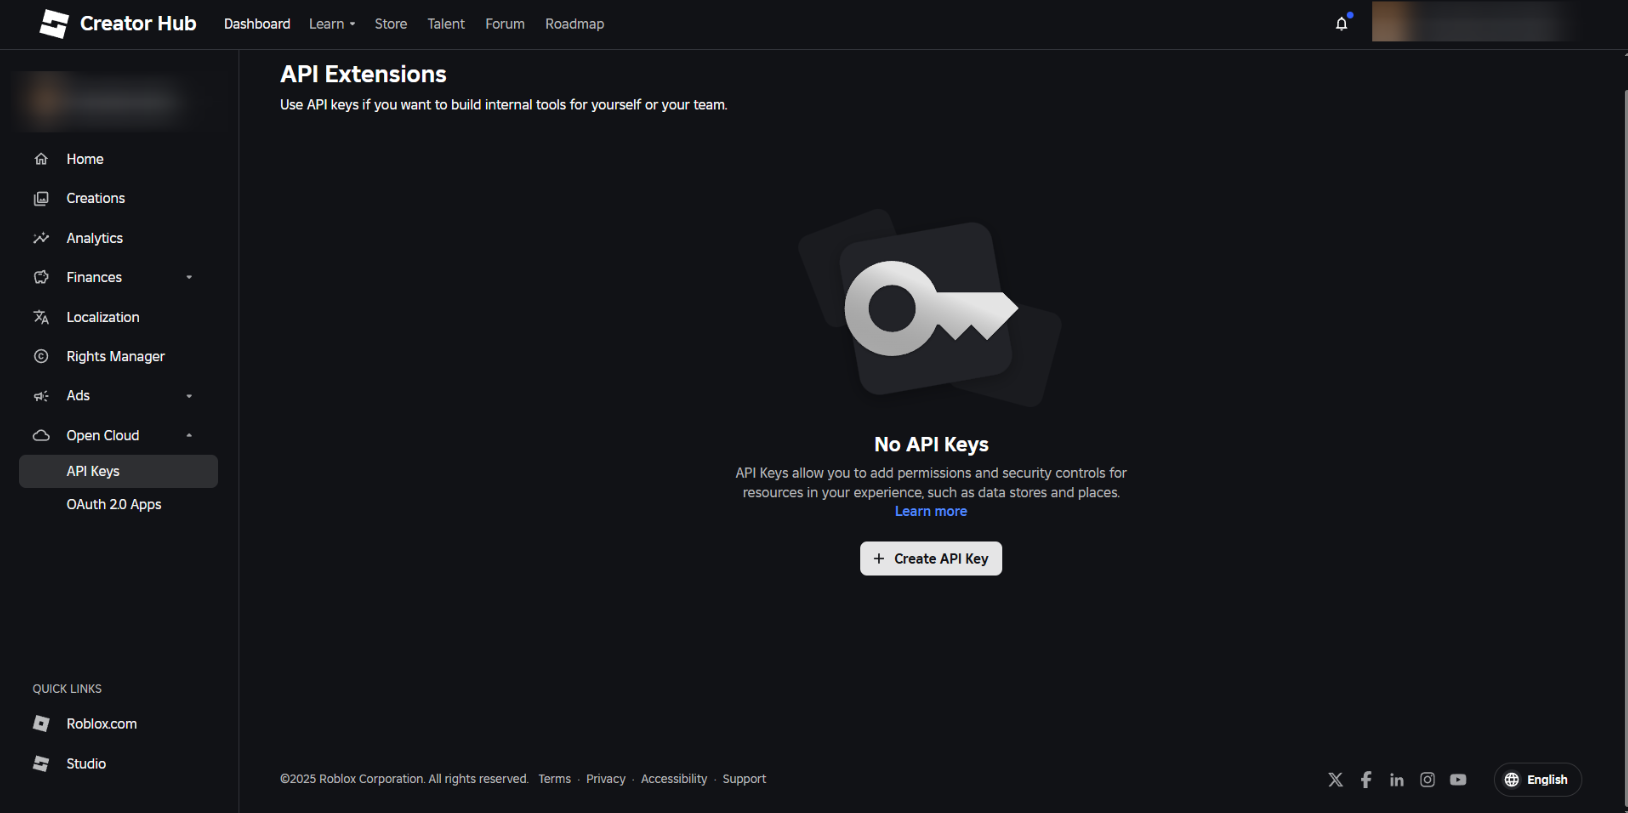 Creator Hub
Dashboard
Learn
Store
Talent
Forum
Roadmap
Home
Creations
Analytics
Finances
Localization
Rights Manager
Ads
Open Cloud
API Keys
OAuth 2.0 Apps
QUICK LINKS
Roblox.com
Studio
API Extensions
Use API keys if you want to build internal tools for yourself or your team.
No API Keys
API Keys allow you to add permissions and security controls for
resources in your experience, such as data stores and places.
Learn more
+ Create API Key
©2025 Roblox Corporation. All rights reserved. Terms · Privacy · Accessibility · Support
English